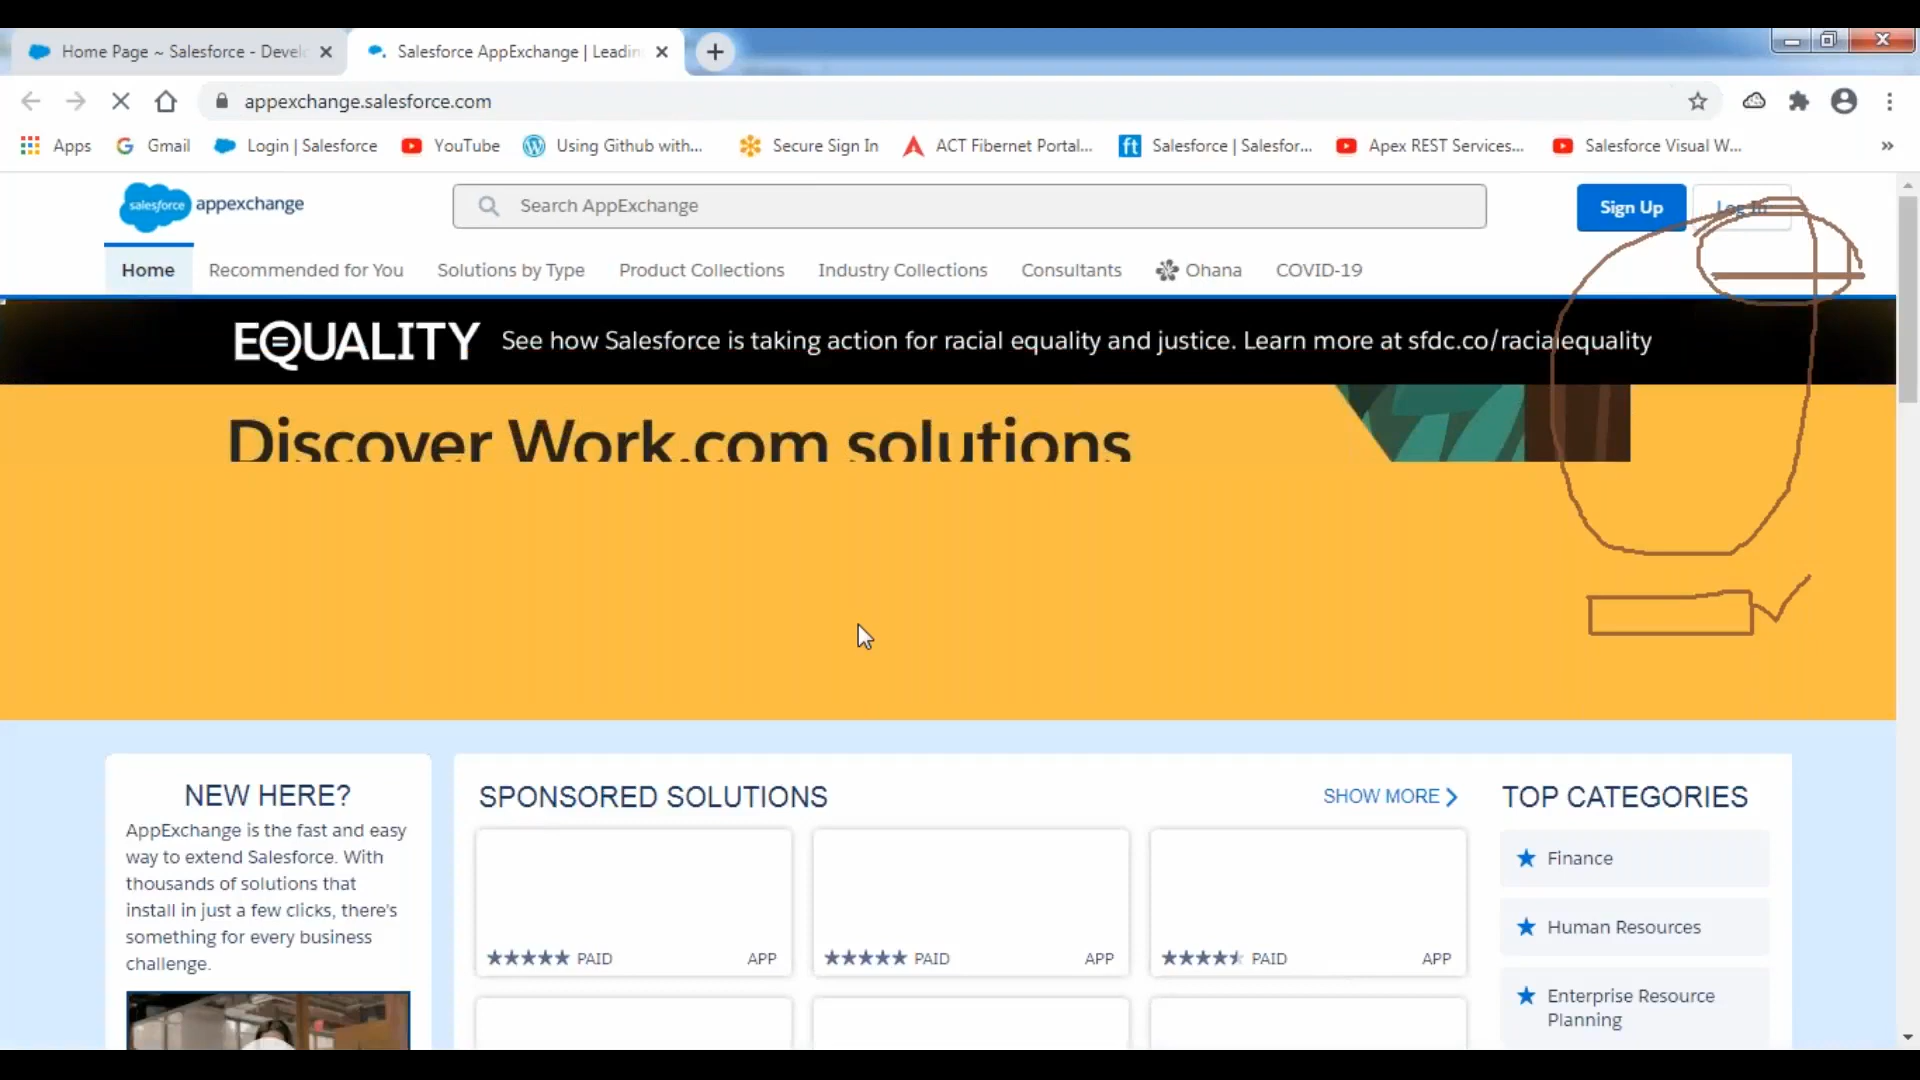 Home Page ~ Salesforce - Devel
Salesforce AppExchange | Leadin
appexchange.salesforce.com
Apps
Gmail
Login | Salesforce
YouTube
Using Github with...
Secure Sign In
ACT Fibernet Portal...
ft
Salesforce | Salesfor...
Apex REST Services...
Salesforce Visual W...
»
salesforce appexchange
Search AppExchange
Sign Up
Log In
Home
Recommended for You
Solutions by Type
Product Collections
Industry Collections
Consultants
Ohana
COVID-19
EQUALITY See how Salesforce is taking action for racial equality and justice. Learn more at sfdc.co/racialequality
Discover Work.com solutions
NEW HERE?
AppExchange is the fast and easy
way to extend Salesforce. With
thousands of solutions that
install in just a few clicks, there's
something for every business
challenge.
SPONSORED SOLUTIONS
SHOW MORE
PAID APP
PAID APP
PAID APP
TOP CATEGORIES
Finance
Human Resources
Enterprise Resource
Planning